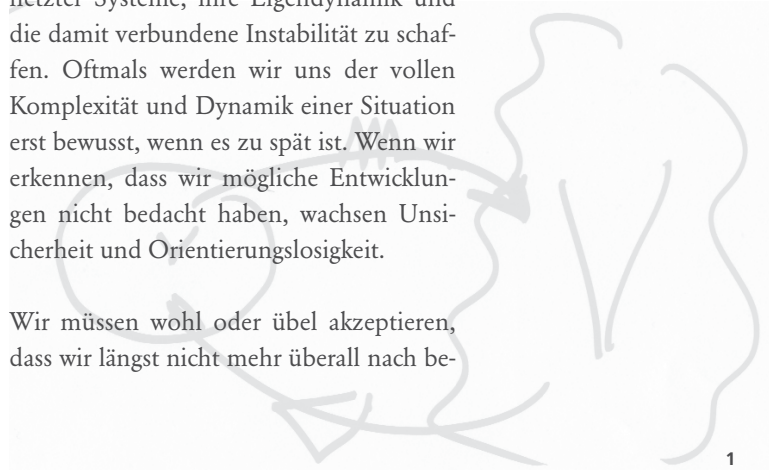 netzter Systeme, ihre Eigendynamik und
die damit verbundene Instabilität zu schaf-
fen. Oftmals werden wir uns der vollen
Komplexität und Dynamik einer Situation
erst bewusst, wenn es zu spät ist. Wenn wir
erkennen, dass wir mögliche Entwicklun-
gen nicht bedacht haben, wachsen Unsi-
cherheit und Orientierungslosigkeit.
Wir müssen wohl oder übel akzeptieren,
dass wir längst nicht mehr überall nach be-
1